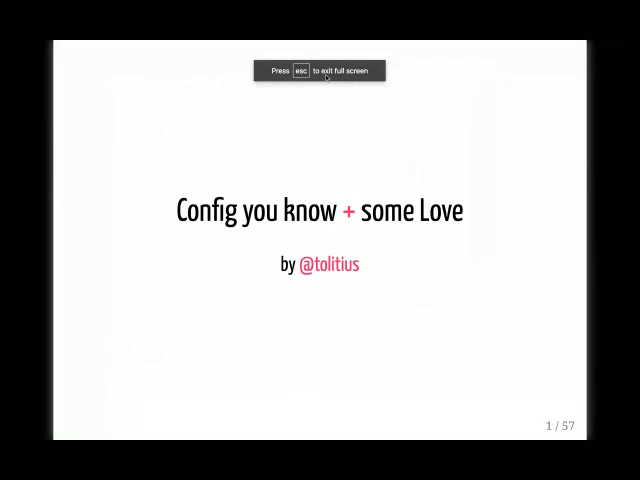 Press esc to exit full screen
Config you know + some Love
by @tolitius
1 / 57